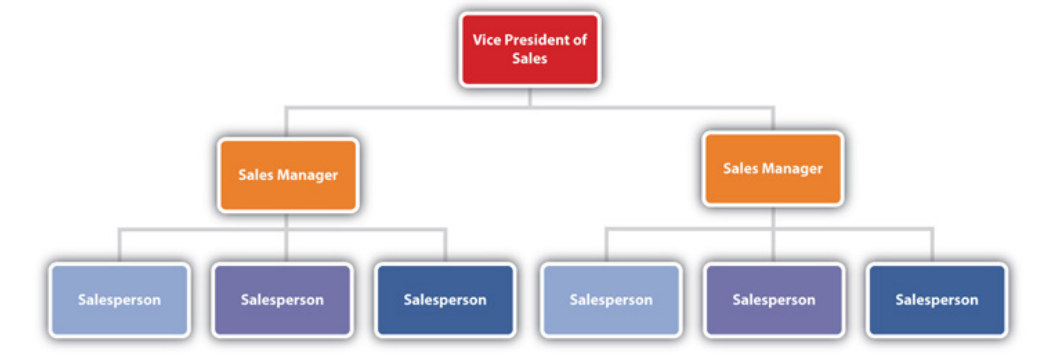 Vice President of
Sales
Sales Manager
Sales Manager
Salesperson
Salesperson
Salesperson
Salesperson
Salesperson
Salesperson